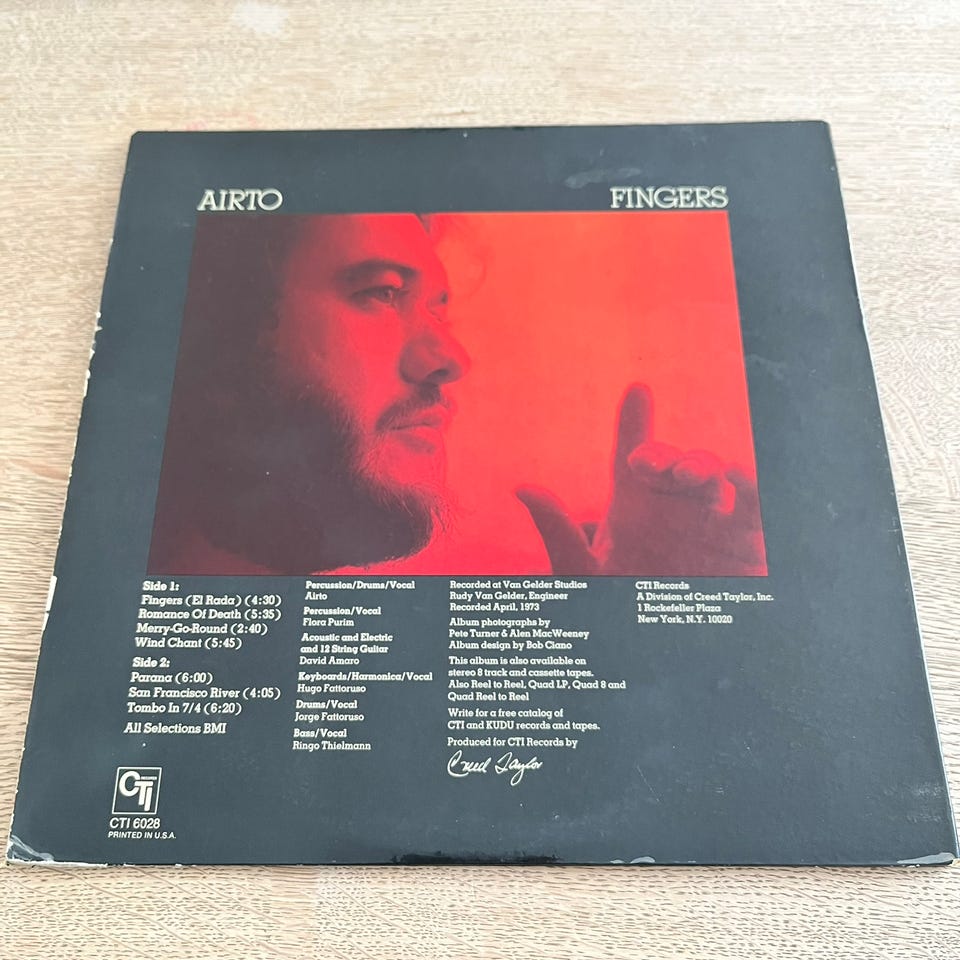 AIRTO
FINGERS
Side 1:
Fingers (El Rada) (4:30)
Romance Of Death (5:35)
Merry-Go-Round (2:40)
Wind Chant (5:45)
Side 2:
Parana (6:00)
San Francisco River (4:05)
Tombo In 7/4 (6:20)
All Selections BMI
Percussion/Drums/Vocal
Airto
Percussion/Vocal
Flora Purim
Acoustic and Electric
and 12 String Guitar
David Amaro
Keyboards/Harmonica/Vocal
Hugo Fattoruso
Drums/Vocal
Jorge Fattoruso
Bass/Vocal
Ringo Thielmann
Recorded at Van Gelder Studios
Rudy Van Gelder, Engineer
Recorded April, 1973
Album photographs by
Pete Turner & Alen MacWeeney
Album design by Bob Ciano
This album is also available on
stereo 8 track and cassette tapes.
Also Reel to Reel, Quad LP, Quad 8 and
Quad Reel to Reel
Write for a free catalog of
CTI and KUDU records and tapes.
Produced for CTI Records by
Creed Taylor
CTI Records
A Division of Creed Taylor, Inc.
1 Rockefeller Plaza
New York, N.Y. 10020
CTI
CTI 6028
PRINTED IN U.S.A.